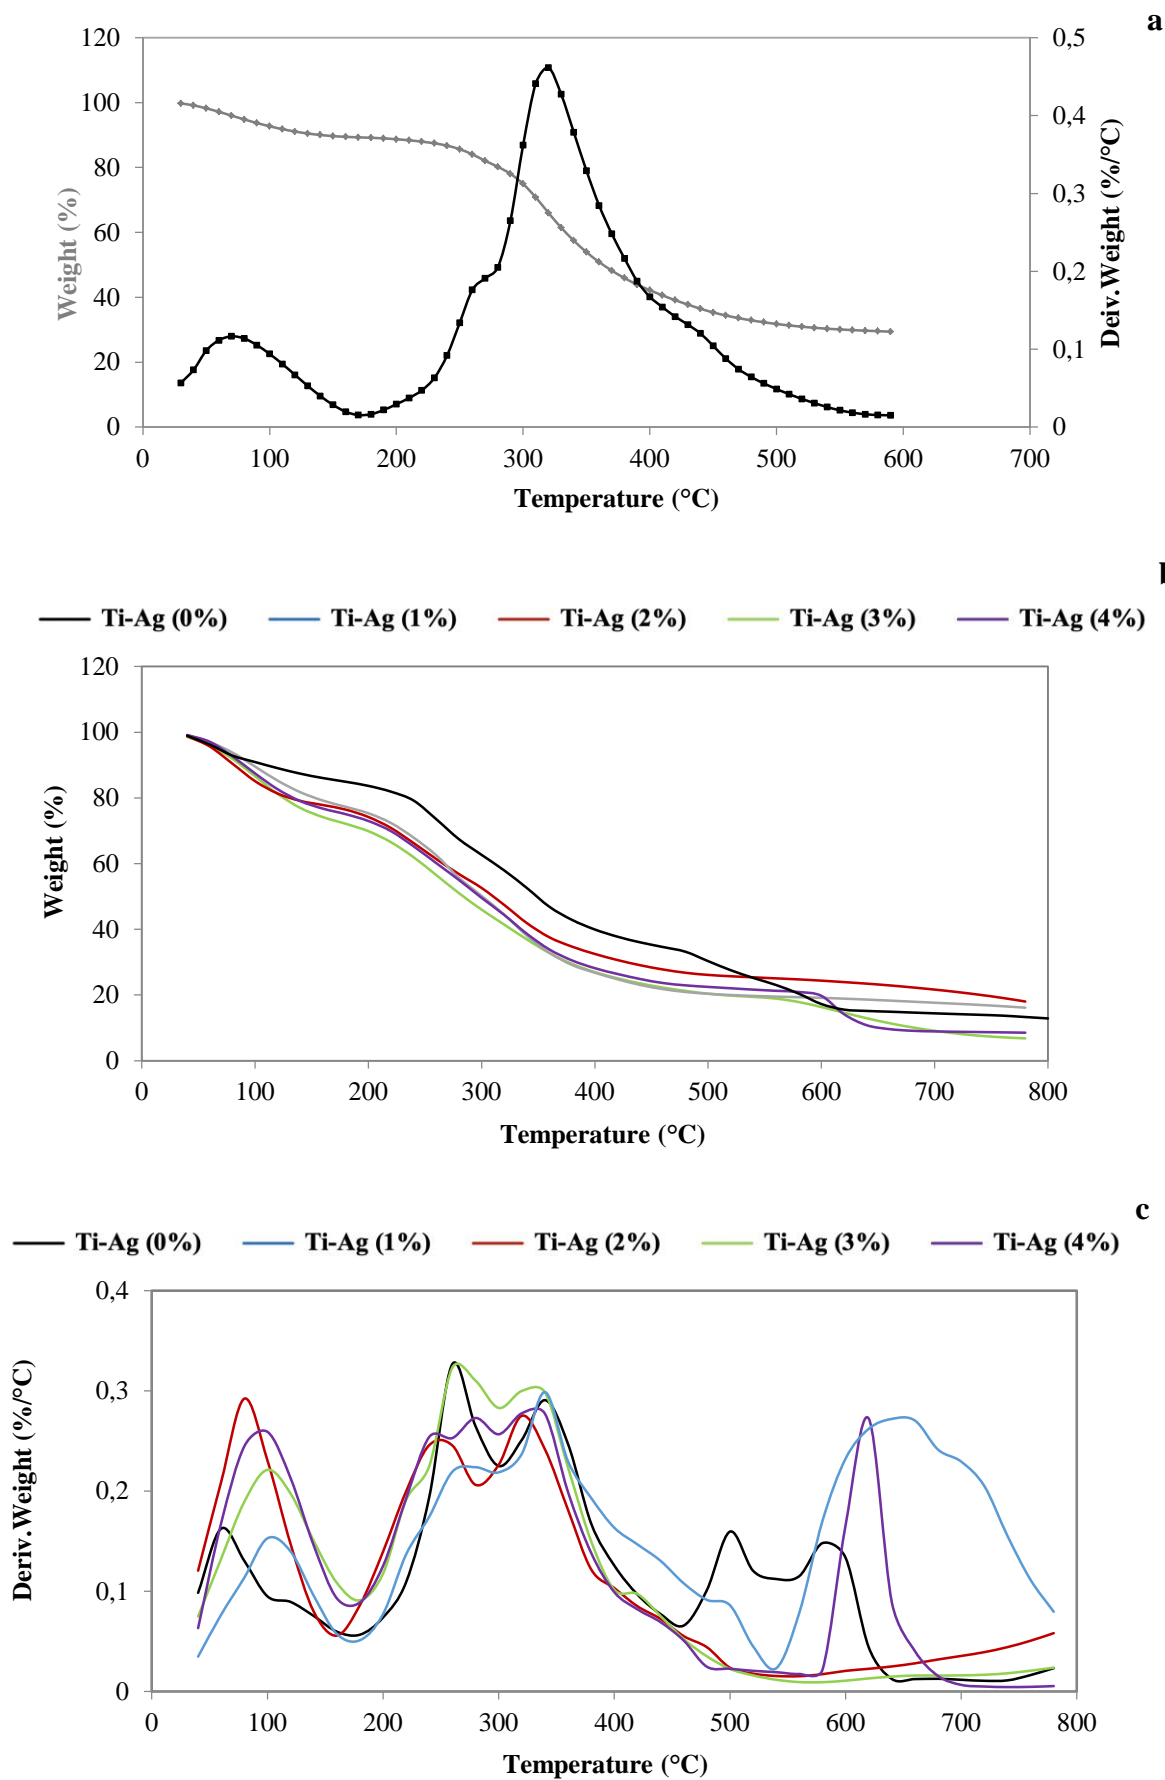 a
120
100
80
60
40
20
0
Weight (%)
0,5
0,4
0,3
0,2
0,1
0
Deiv.Weight (%/°C)
0 100 200 300 400 500 600 700
Temperature (°C)
Ti-Ag (0%) Ti-Ag (1%) Ti-Ag (2%) Ti-Ag (3%) Ti-Ag (4%)
120
100
80
60
40
20
0
Weight (%)
0 100 200 300 400 500 600 700 800
Temperature (°C)
c
Ti-Ag (0%) Ti-Ag (1%) Ti-Ag (2%) Ti-Ag (3%) Ti-Ag (4%)
0,4
0,3
0,2
0,1
0
Deriv.Weight (%/°C)
0 100 200 300 400 500 600 700 800
Temperature (°C)